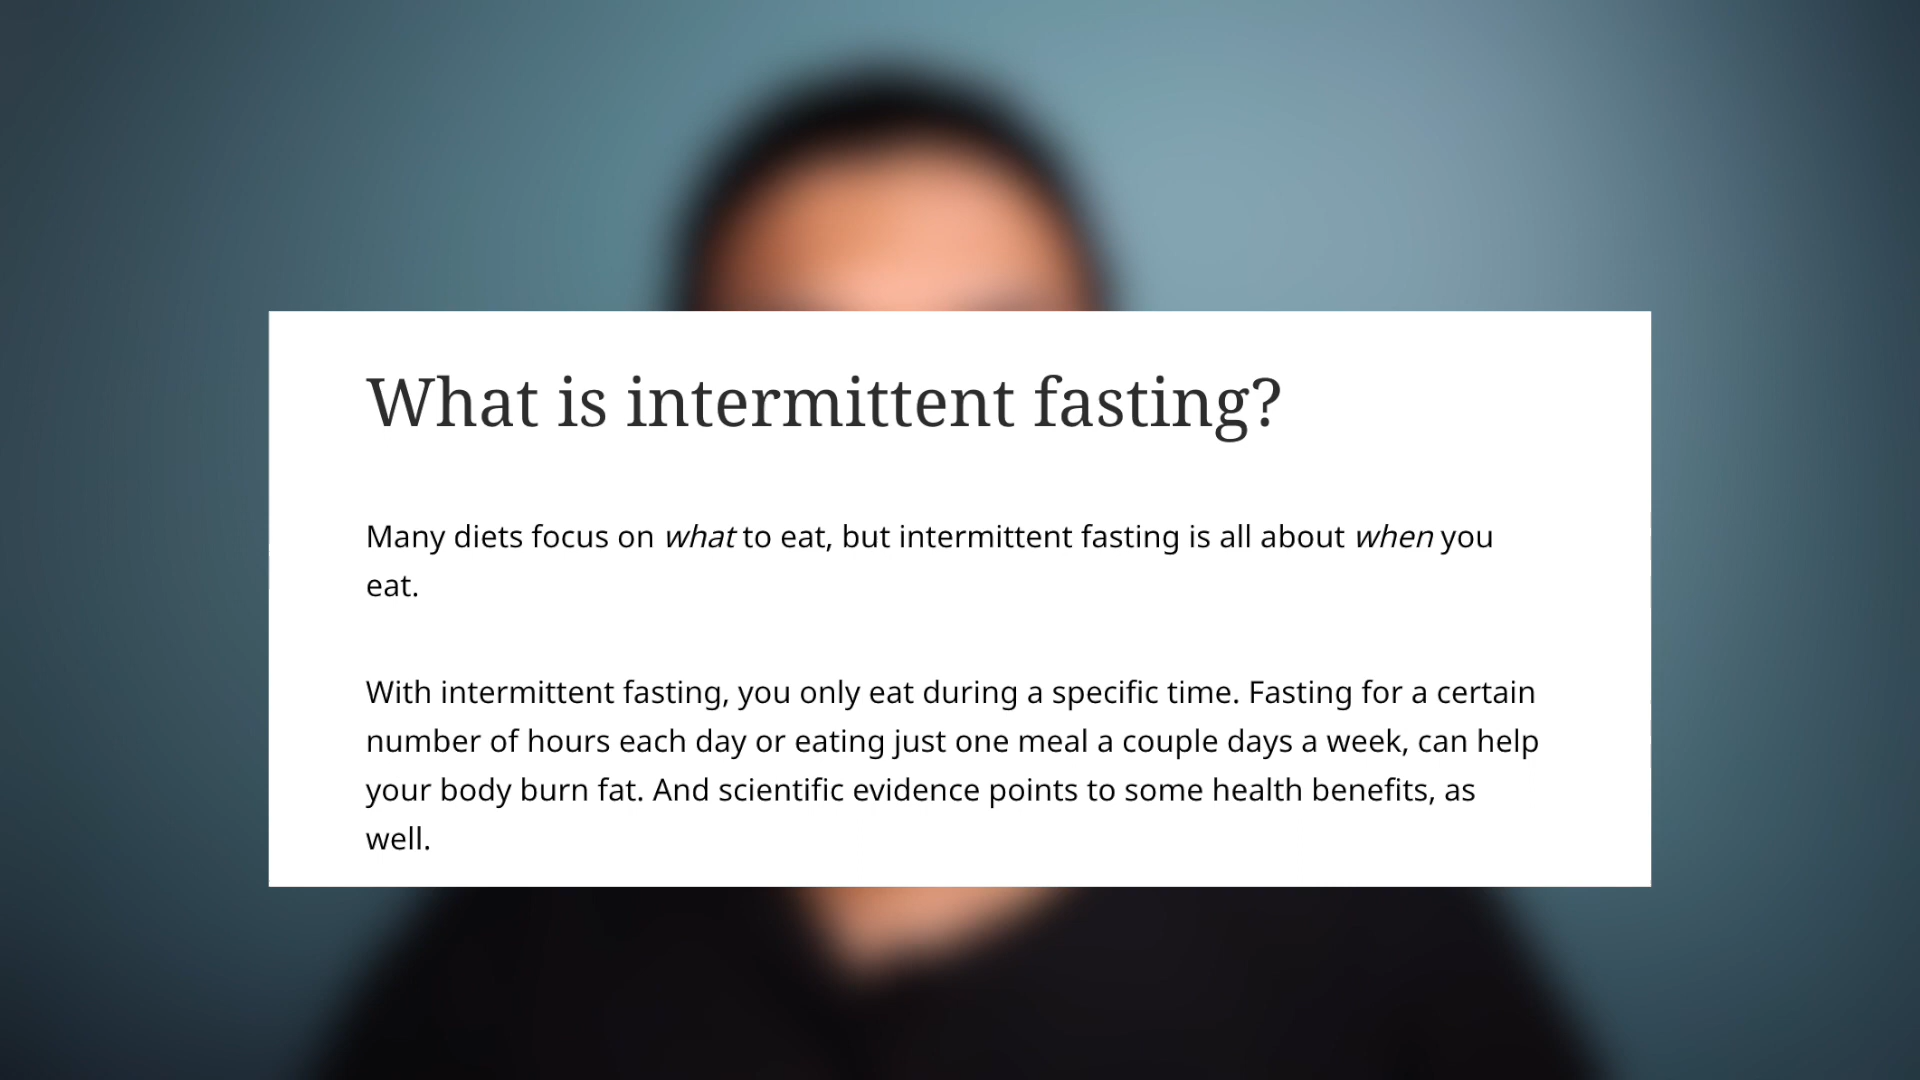 What is intermittent fasting?
Many diets focus on what to eat, but intermittent fasting is all about when you
eat.
With intermittent fasting, you only eat during a specific time. Fasting for a certain
number of hours each day or eating just one meal a couple days a week, can help
your body burn fat. And scientific evidence points to some health benefits, as
well.